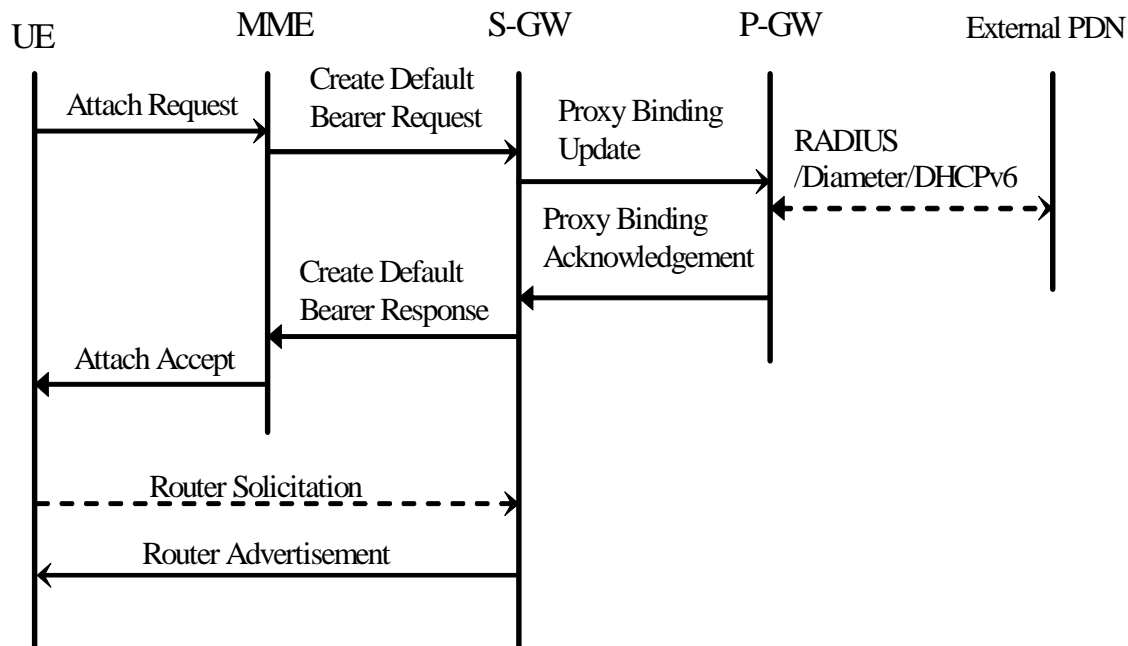 UE
MME
S-GW
P-GW
External PDN
Attach Request
Create Default
Bearer Request
Proxy Binding
Update
RADIUS
/Diameter/DHCPv6
Proxy Binding
Acknowledgement
Create Default
Bearer Response
Attach Accept
Router Solicitation
Router Advertisement